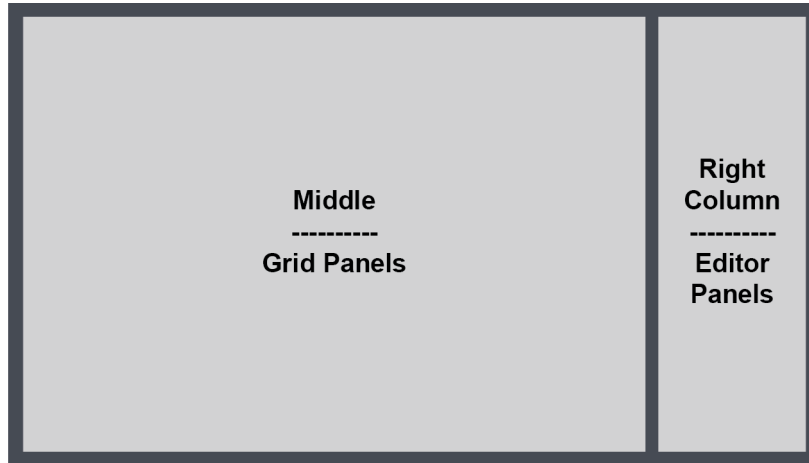 Middle
----------
Grid Panels
Right
Column
----------
Editor
Panels